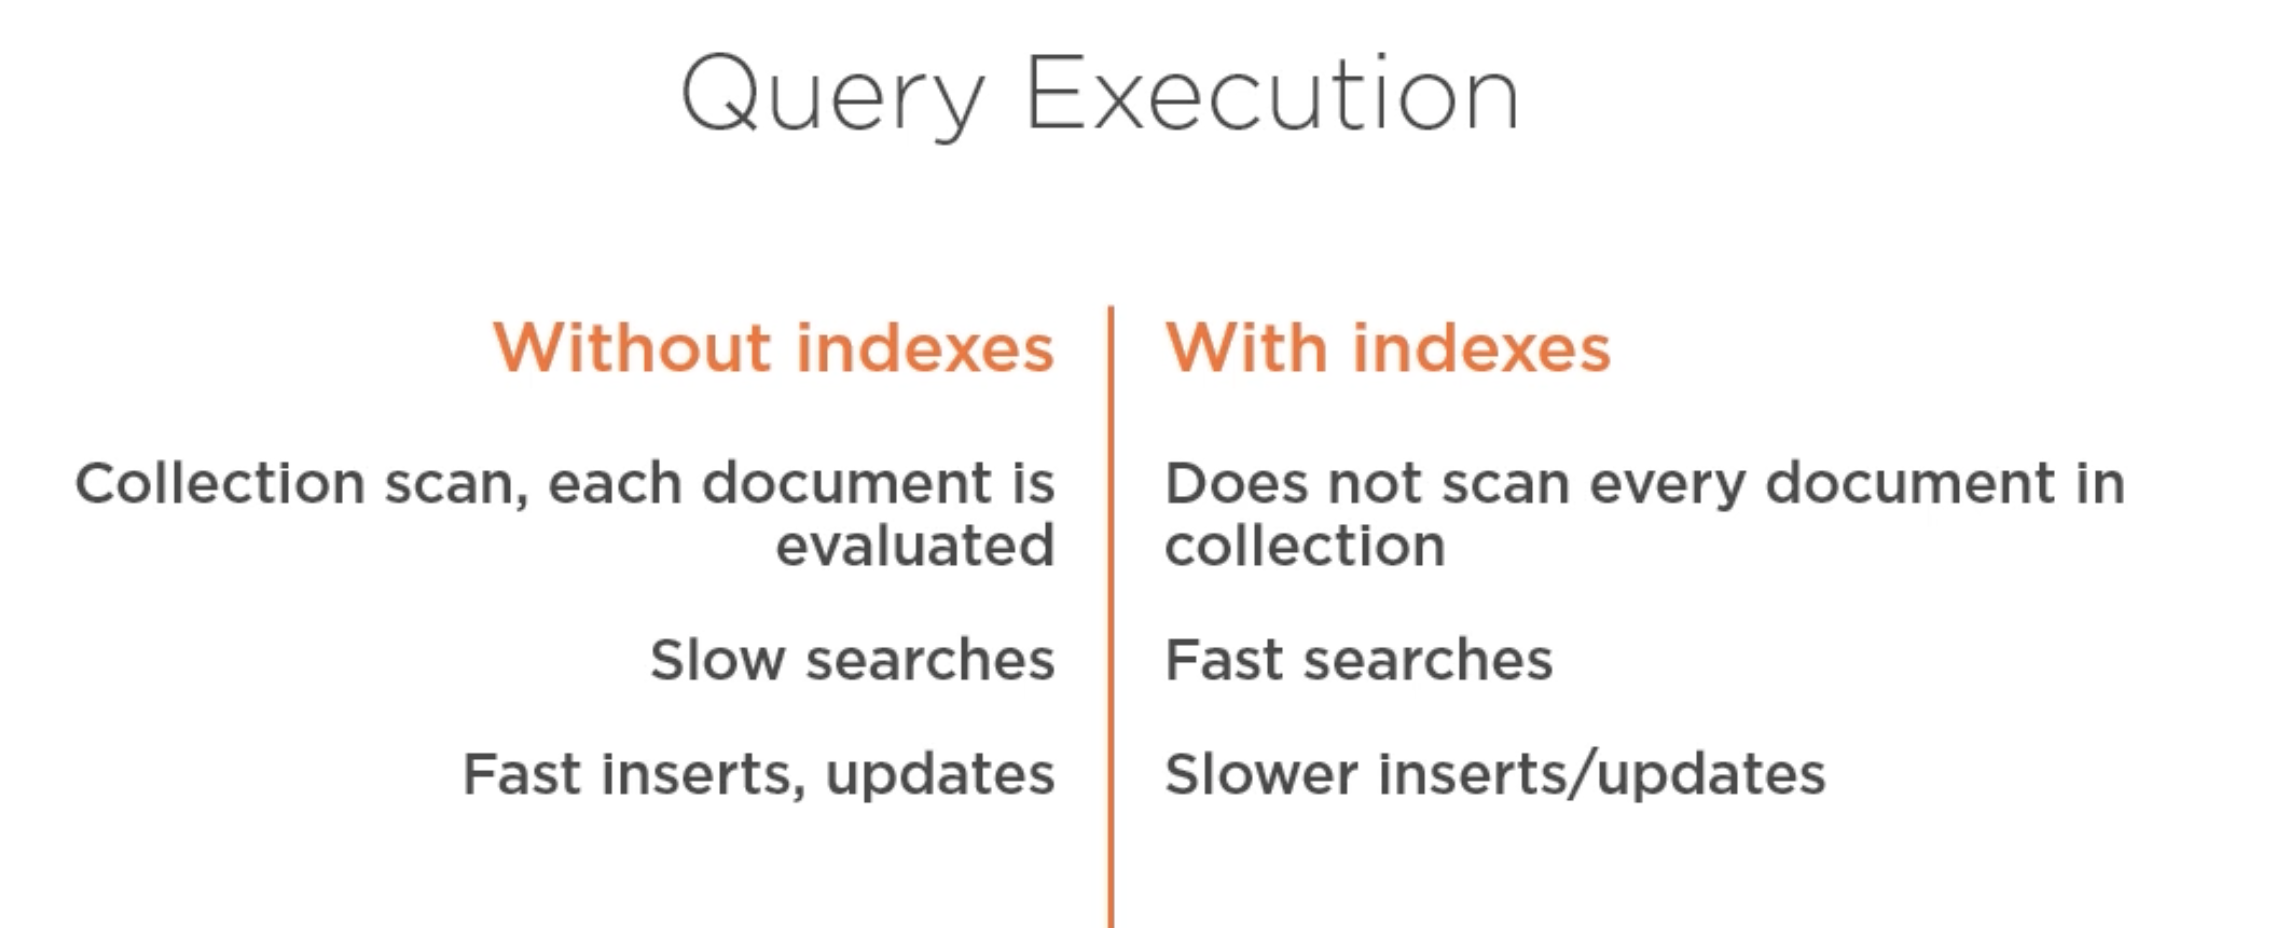 Query Execution
Without indexes
Collection scan, each document is
evaluated
Slow searches
Fast inserts, updates
With indexes
Does not scan every document in
collection
Fast searches
Slower inserts/updates